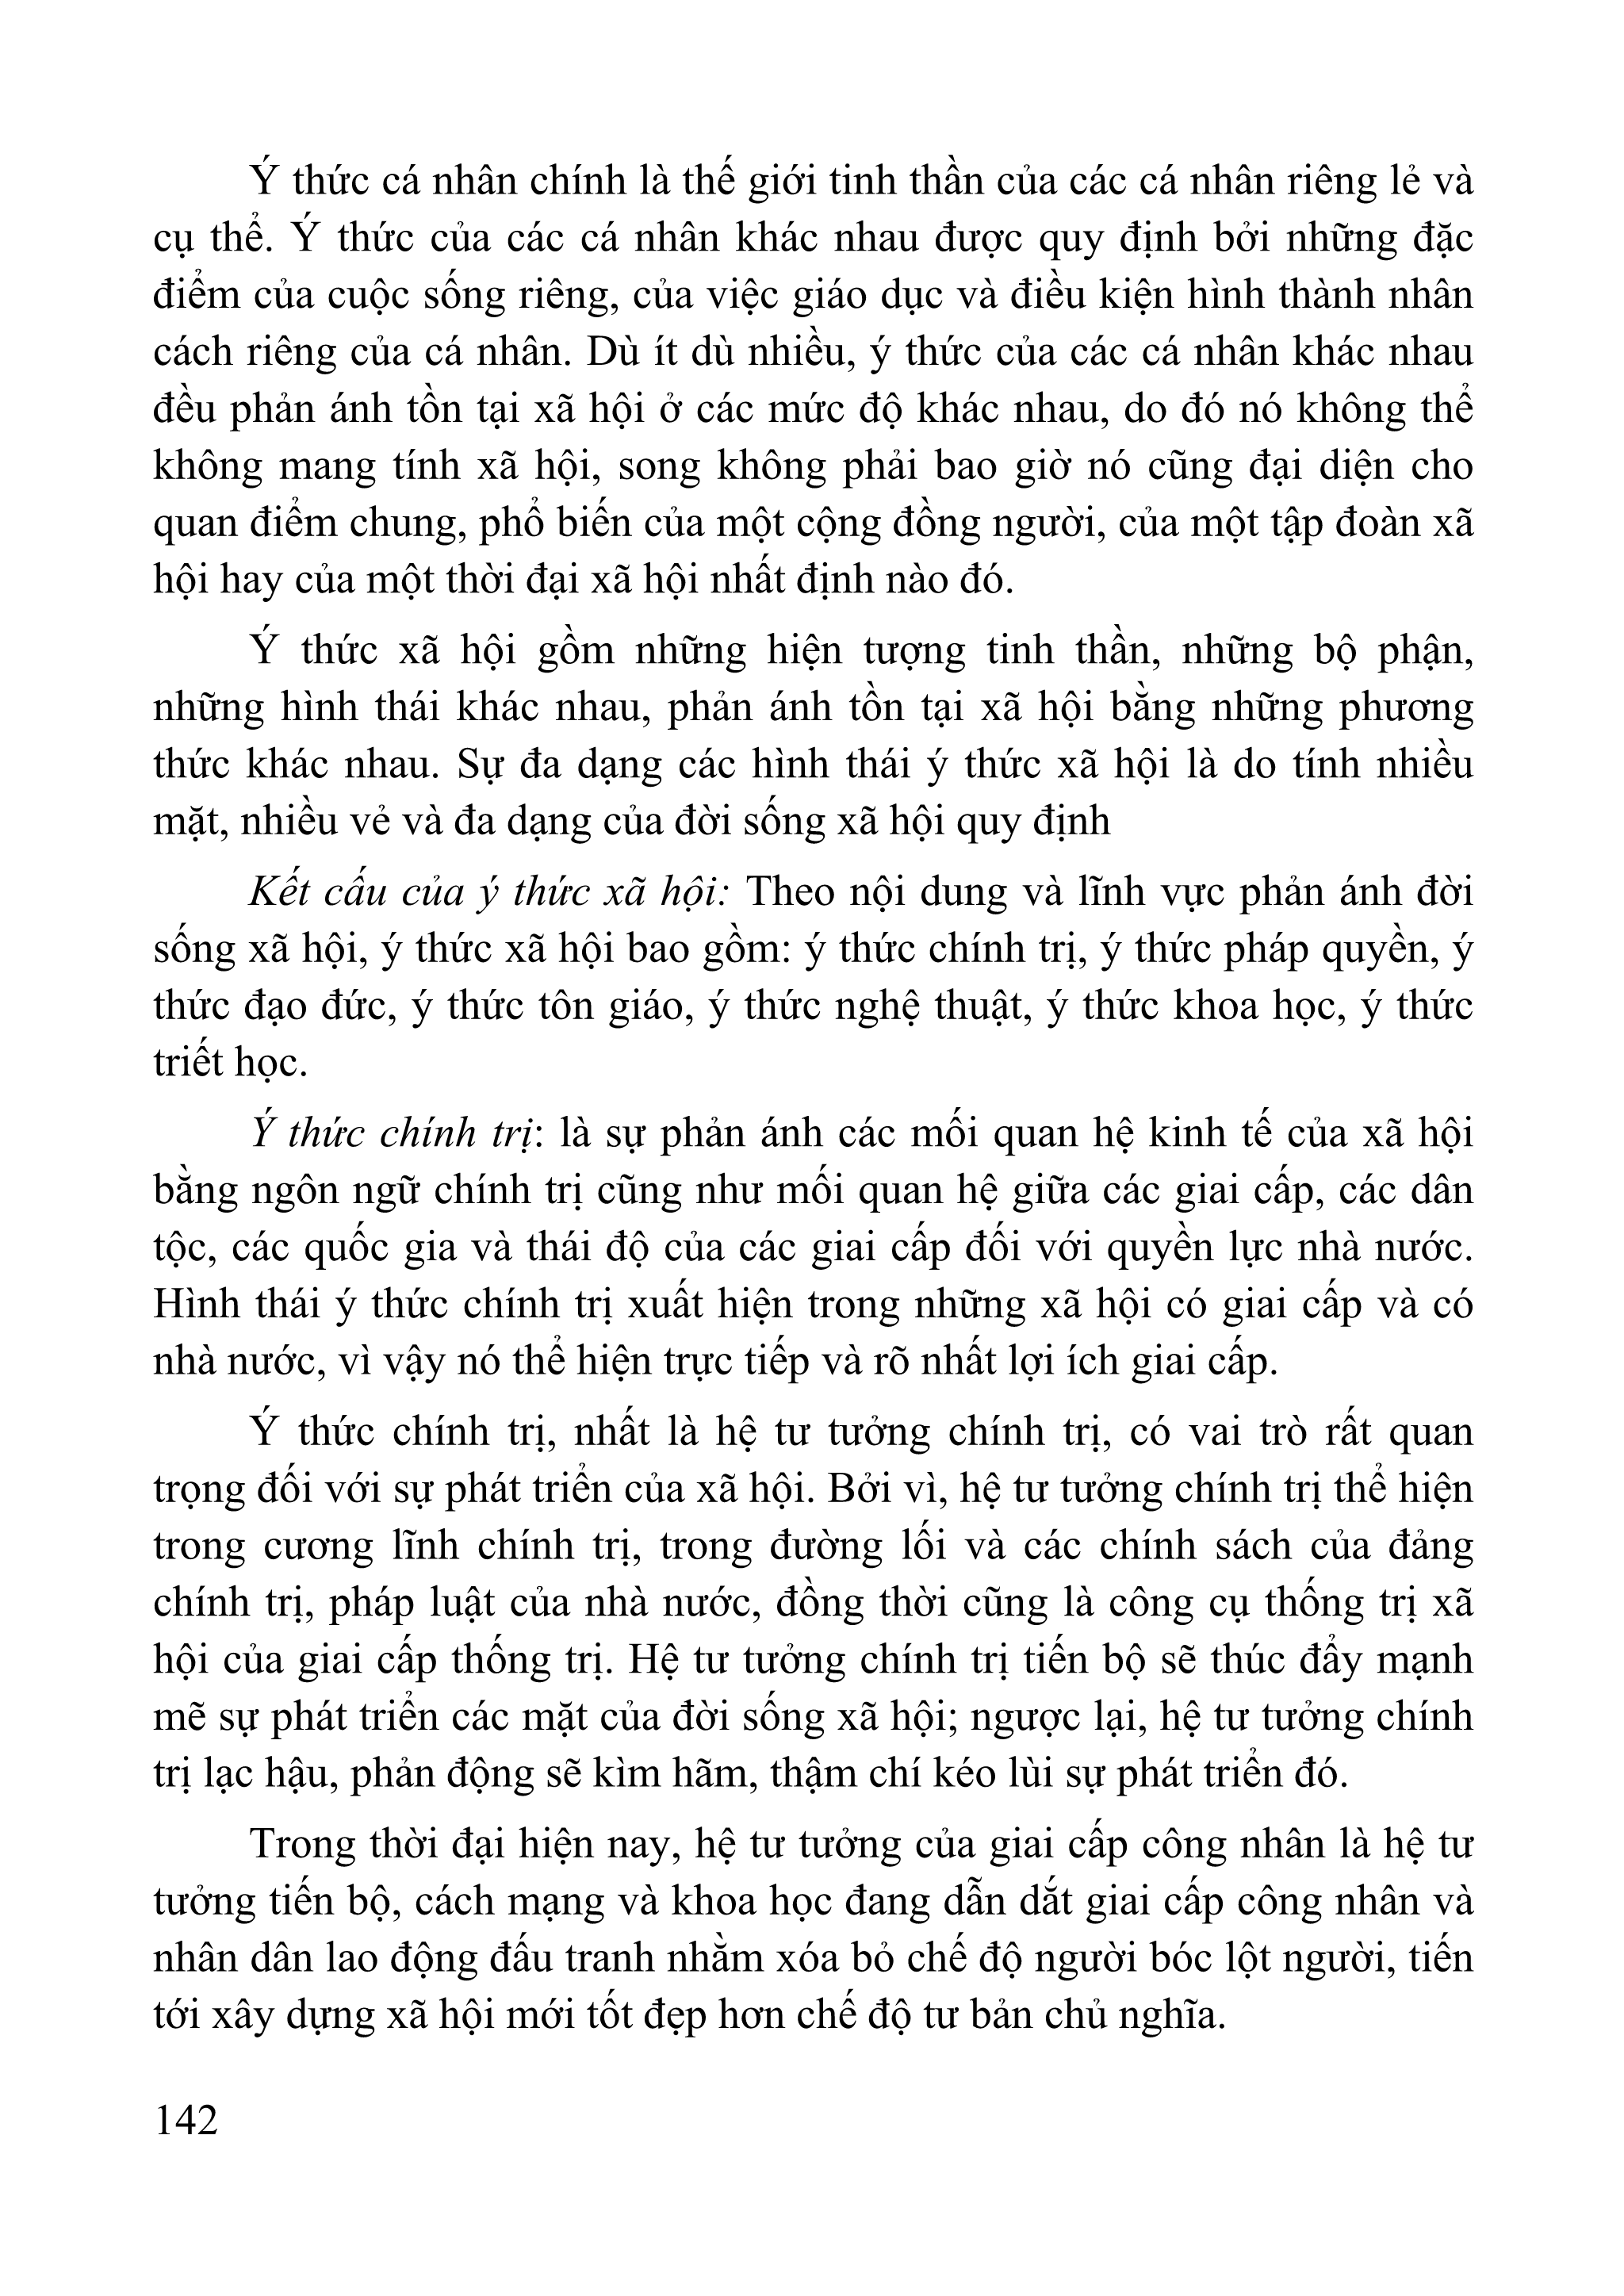 Ý thức cá nhân chính là thế giới tinh thần của các cá nhân riêng lẻ và
cụ thể. Ý thức của các cá nhân khác nhau được quy định bởi những đặc
điểm của cuộc sống riêng, của việc giáo dục và điều kiện hình thành nhân
cách riêng của cá nhân. Dù ít dù nhiều, ý thức của các cá nhân khác nhau
đều phản ánh tồn tại xã hội ở các mức độ khác nhau, do đó nó không thể
không mang tính xã hội, song không phải bao giờ nó cũng đại diện cho
quan điểm chung, phổ biến của một cộng đồng người, của một tập đoàn xã
hội hay của một thời đại xã hội nhất định nào đó.
Ý thức xã hội gồm những hiện tượng tinh thần, những bộ phận,
những hình thái khác nhau, phản ánh tồn tại xã hội bằng những phương
thức khác nhau. Sự đa dạng các hình thái ý thức xã hội là do tính nhiều
mặt, nhiều vẻ và đa dạng của đời sống xã hội quy định
Kết cấu của ý thức xã hội: Theo nội dung và lĩnh vực phản ánh đời
sống xã hội, ý thức xã hội bao gồm: ý thức chính trị, ý thức pháp quyền, ý
thức đạo đức, ý thức tôn giáo, ý thức nghệ thuật, ý thức khoa học, ý thức
triết học.
Ý thức chính trị: là sự phản ánh các mối quan hệ kinh tế của xã hội
bằng ngôn ngữ chính trị cũng như mối quan hệ giữa các giai cấp, các dân
tộc, các quốc gia và thái độ của các giai cấp đối với quyền lực nhà nước.
Hình thái ý thức chính trị xuất hiện trong những xã hội có giai cấp và có
nhà nước, vì vậy nó thể hiện trực tiếp và rõ nhất lợi ích giai cấp.
Ý thức chính trị, nhất là hệ tư tưởng chính trị, có vai trò rất quan
trọng đối với sự phát triển của xã hội. Bởi vì, hệ tư tưởng chính trị thể hiện
trong cương lĩnh chính trị, trong đường lối và các chính sách của đảng
chính trị, pháp luật của nhà nước, đồng thời cũng là công cụ thống trị xã
hội của giai cấp thống trị. Hệ tư tưởng chính trị tiến bộ sẽ thúc đẩy mạnh
mẽ sự phát triển các mặt của đời sống xã hội; ngược lại, hệ tư tưởng chính
trị lạc hậu, phản động sẽ kìm hãm, thậm chí kéo lùi sự phát triển đó.
Trong thời đại hiện nay, hệ tư tưởng của giai cấp công nhân là hệ tư
tưởng tiến bộ, cách mạng và khoa học đang dẫn dắt giai cấp công nhân và
nhân dân lao động đấu tranh nhằm xóa bỏ chế độ người bóc lột người, tiến
tới xây dựng xã hội mới tốt đẹp hơn chế độ tư bản chủ nghĩa.
142